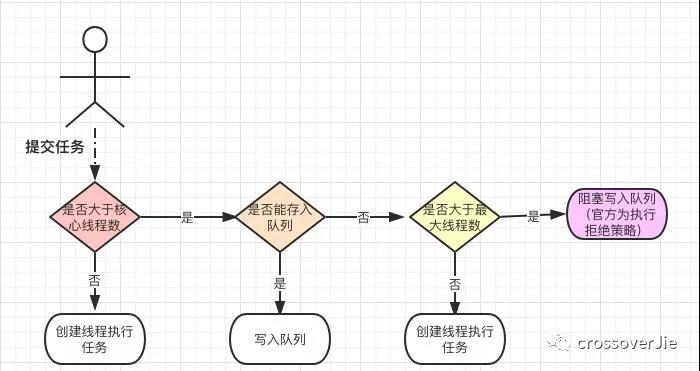 提交任务
是否大于核
心线程数
是
是否能存入
队列
否
是否大于最
大线程数
是
阻塞写入队列
（官方为执行
拒绝策略）
否
是
否
创建线程执行
任务
写入队列
创建线程执行
任务
crossoverJie